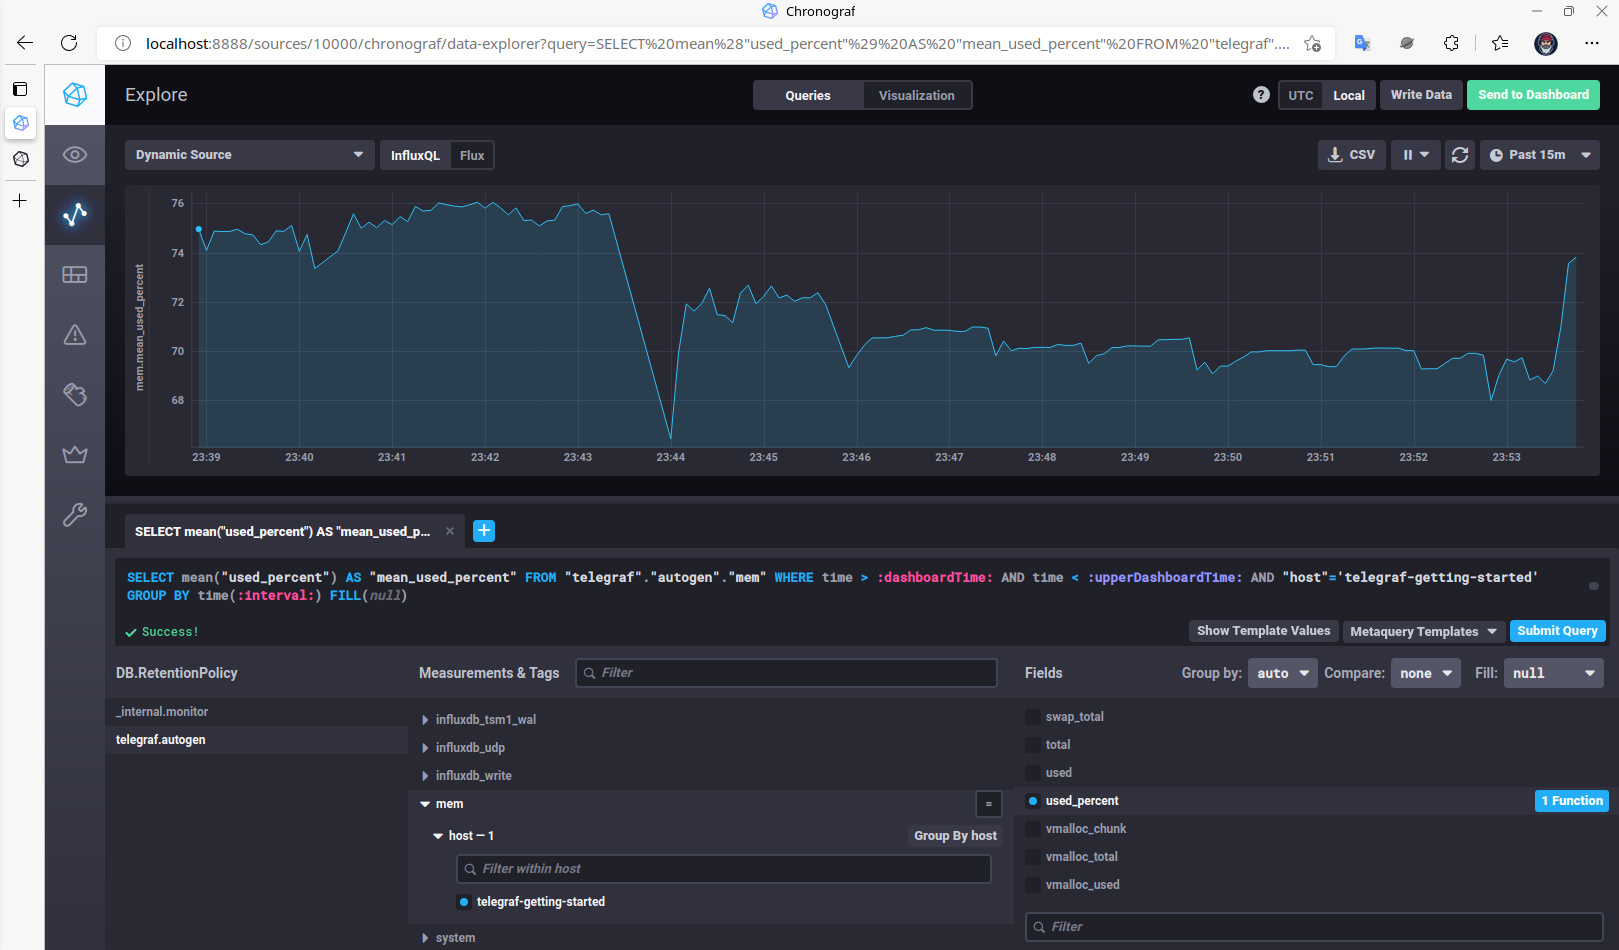 Chronograf
localhost:8888/sources/10000/chronograf/data-explorer?query=SELECT%20mean%28"used_percent"%29%20AS%20"mean_used_percent"%20FROM%20"telegraf"....
Explore
Queries
Visualization
?
UTC
Local
Write Data
Send to Dashboard
Dynamic Source
InfluxQL
Flux
CSV
Past 15m
mem.mean_used_percent
76
74
72
70
68
23:39 23:40 23:41 23:42 23:43 23:44 23:45 23:46 23:47 23:48 23:49 23:50 23:51 23:52 23:53
SELECT mean("used_percent") AS "mean_used_p... × +
SELECT mean("used_percent") AS "mean_used_percent" FROM "telegraf"."autogen"."mem" WHERE time > :dashboardTime: AND time < :upperDashboardTime: AND "host"='telegraf-getting-started'
GROUP BY time(:interval:) FILL(null)
Success!
Show Template Values
Metaquery Templates
Submit Query
DB.RetentionPolicy
_internal.monitor
telegraf.autogen
Measurements & Tags
Filter
influxdb_tsm1_wal
influxdb_udp
influxdb_write
mem
=
host — 1
Group By host
Filter within host
telegraf-getting-started
system
Fields
Group by: auto
Compare: none
Fill: null
swap_total
total
used
used_percent
1 Function
vmalloc_chunk
vmalloc_total
vmalloc_used
Filter